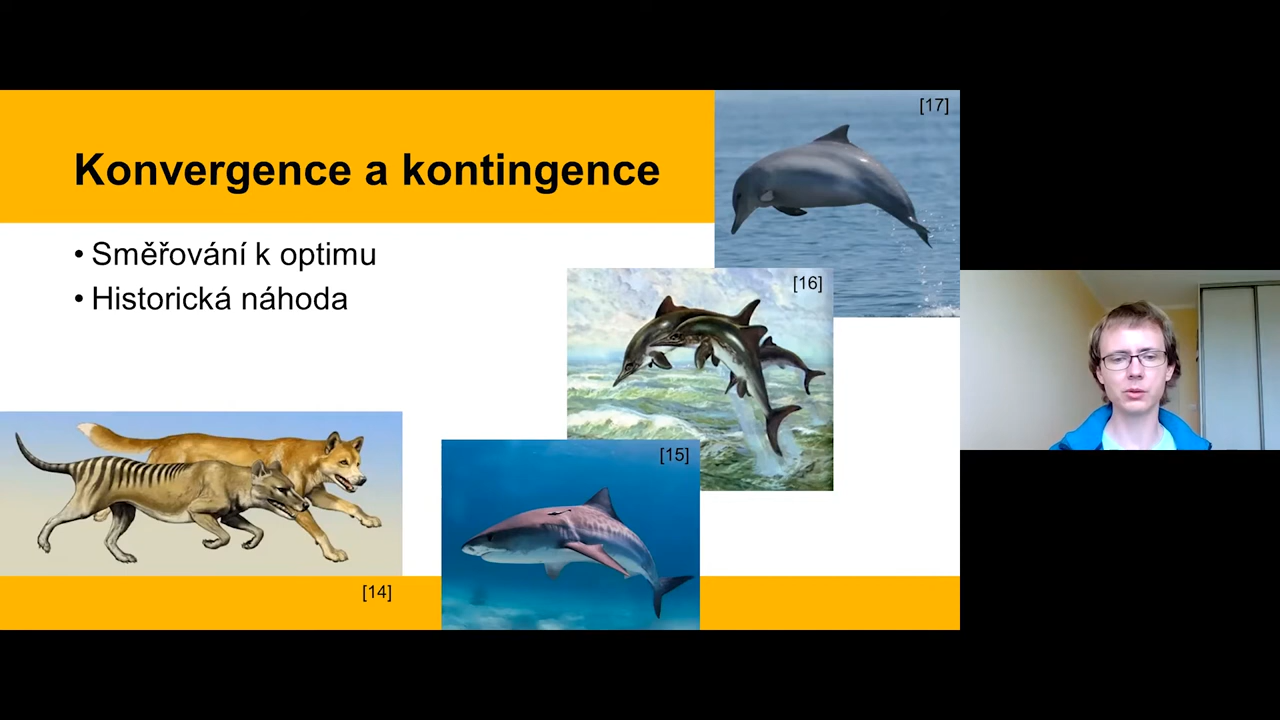 Konvergence a kontingence
• Směřování k optimu
• Historická náhoda
[17]
[16]
[15]
[14]